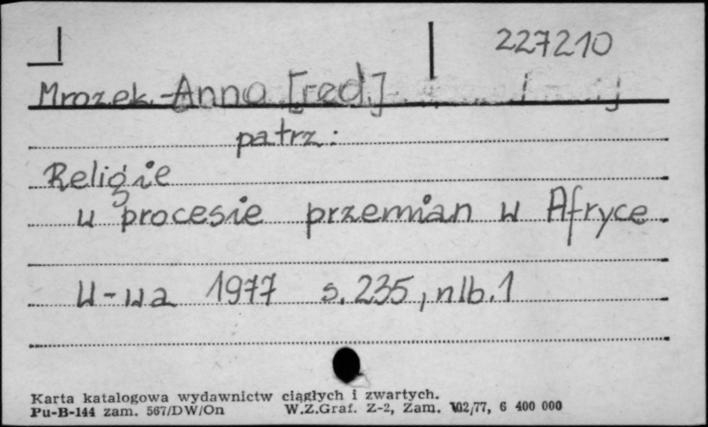 227210
Mrozek - Anna [red.]
patrz:
Religie
w procesie przemian w Afryce.
W-wa 1977 s. 235, nlb. 1
Karta katalogowa wydawnictw ciągłych i zwartych.
Pu-B-144 zam. 567/DW/On W.Z.Graf. Z-2, Zam. 102/77, 6 400 000